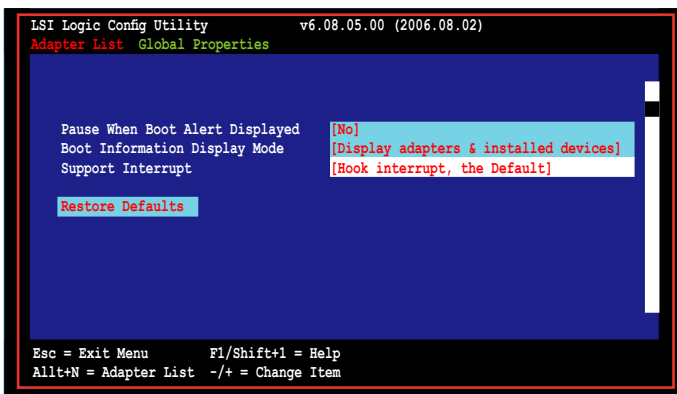 LSI Logic Config Utility v6.08.05.00 (2006.08.02)
Adapter List Global Properties
Pause When Boot Alert Displayed [No]
Boot Information Display Mode [Display adapters & installed devices]
Support Interrupt [Hook interrupt, the Default]
Restore Defaults
Esc = Exit Menu F1/Shift+1 = Help
Allt+N = Adapter List -/+ = Change Item